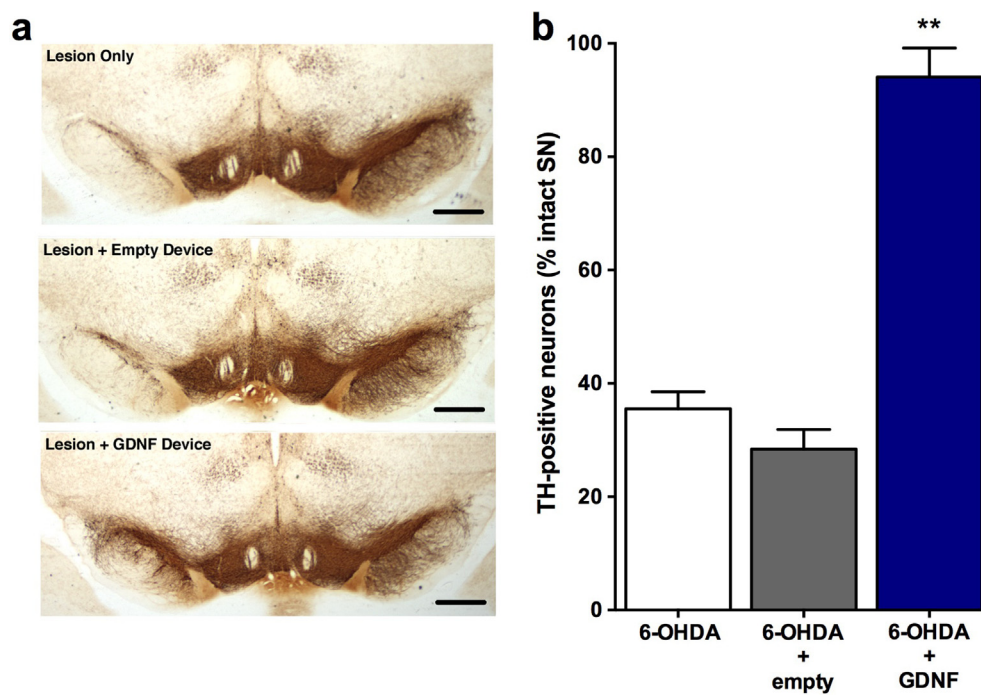 a
Lesion Only
Lesion + Empty Device
Lesion + GDNF Device
b
**
TH-positive neurons (% intact SN)
100
80
60
40
20
0
6-OHDA
6-OHDA
+
empty
6-OHDA
+
GDNF